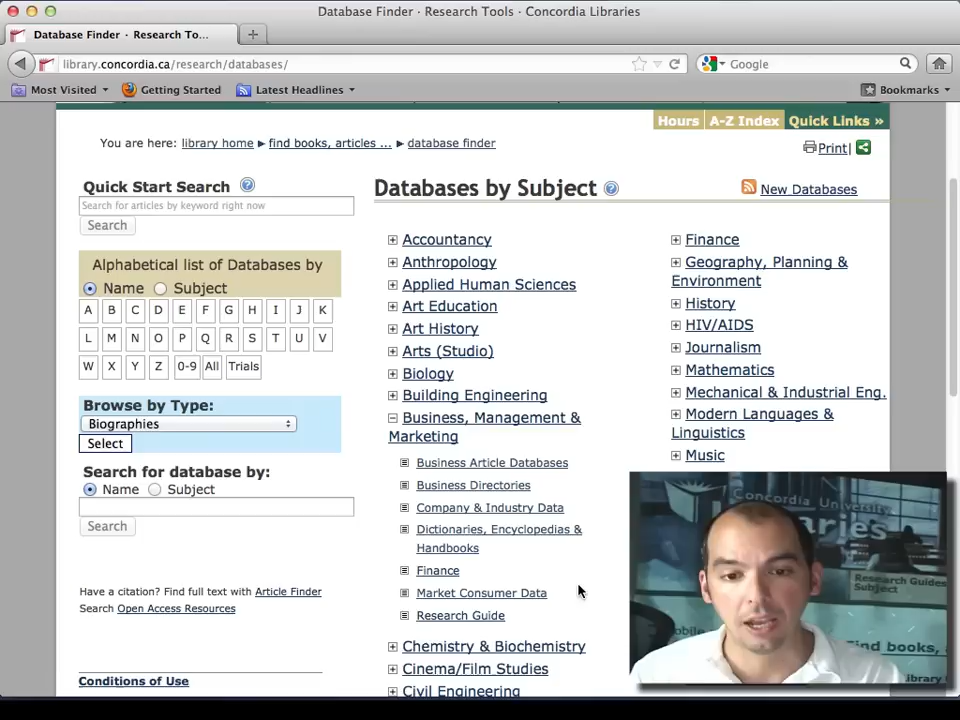 Database Finder · Research Tools · Concordia Libraries
Database Finder · Research To...
library.concordia.ca/research/databases/
Google
Most Visited
Getting Started
Latest Headlines
Bookmarks
Hours
A-Z Index
Quick Links »
You are here: library home ▶ find books, articles ... ▶ database finder
Print|
Quick Start Search
Search for articles by keyword right now
Search
Alphabetical list of Databases by
Name Subject
A B C D E F G H I J K
L M N O P Q R S T U V
W X Y Z 0-9 All Trials
Browse by Type:
Biographies
Select
Search for database by:
Name Subject
Search
Have a citation? Find full text with Article Finder
Search Open Access Resources
Conditions of Use
Databases by Subject
New Databases
Accountancy
Anthropology
Applied Human Sciences
Art Education
Art History
Arts (Studio)
Biology
Building Engineering
Business, Management &
Marketing
Business Article Databases
Business Directories
Company & Industry Data
Dictionaries, Encyclopedias &
Handbooks
Finance
Market Consumer Data
Research Guide
Chemistry & Biochemistry
Cinema/Film Studies
Civil Engineering
Finance
Geography, Planning &
Environment
History
HIV/AIDS
Journalism
Mathematics
Mechanical & Industrial Eng.
Modern Languages &
Linguistics
Music
Concordia University
Libraries
Research Guides
Subject
Find books,